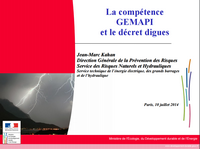 La compétence
GEMAPI
et le décret digues
Jean-Marc Kahan
Direction Générale de la Prévention des Risques
Service des Risques Naturels et Hydrauliques
Service technique de l'énergie électrique, des grands barrages
et de l'hydraulique
Paris, 10 juillet 2014
Ministère de l'Écologie, du Développement durable et de l'Énergie